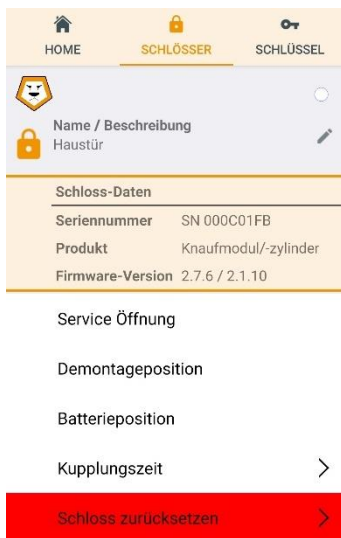 HOME SCHLÖSSER SCHLÜSSEL
Name / Beschreibung
Haustür
Schloss-Daten
Seriennummer SN 000C01FB
Produkt Knaufmodul/-zylinder
Firmware-Version 2.7.6 / 2.1.10
Service Öffnung
Demontageposition
Batterieposition
Kupplungszeit
Schloss zurücksetzen